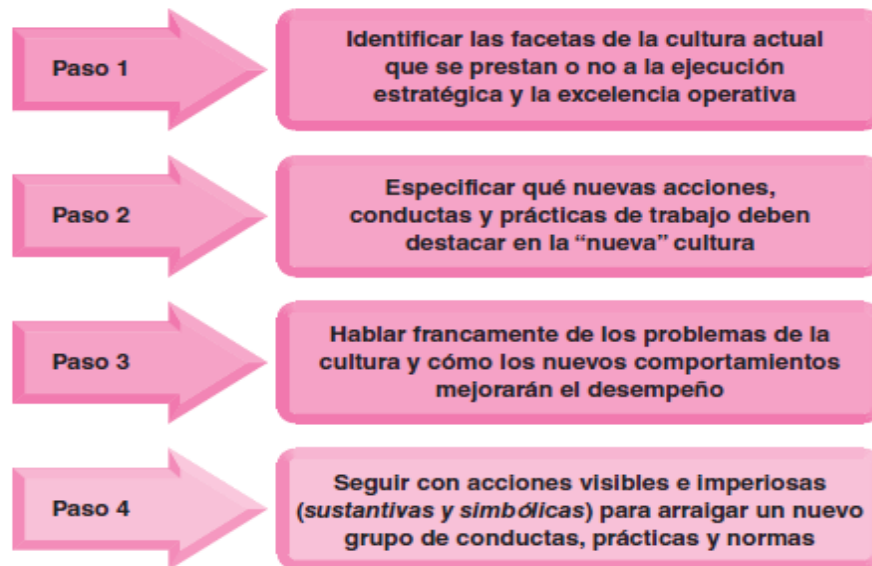 Paso 1
Identificar las facetas de la cultura actual
que se prestan o no a la ejecución
estratégica y la excelencia operativa
Paso 2
Especificar qué nuevas acciones,
conductas y prácticas de trabajo deben
destacar en la “nueva” cultura
Paso 3
Hablar francamente de los problemas de la
cultura y cómo los nuevos comportamientos
mejorarán el desempeño
Paso 4
Seguir con acciones visibles e imperiosas
(sustantivas y simbólicas) para arraigar un nuevo
grupo de conductas, prácticas y normas